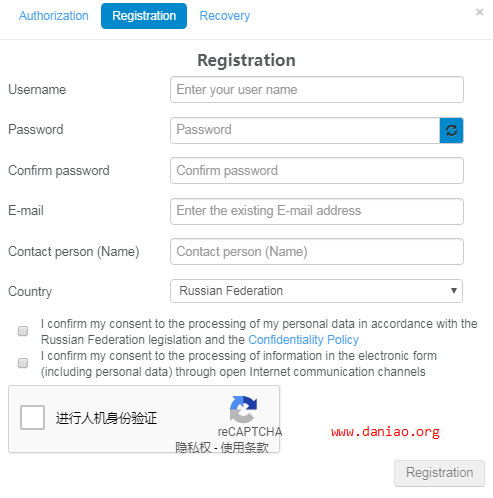 Authorization Registration Recovery ×
Registration
Username Enter your user name
Password Password
Confirm password Confirm password
E-mail Enter the existing E-mail address
Contact person (Name) Contact person (Name)
Country Russian Federation
I confirm my consent to the processing of my personal data in accordance with the
Russian Federation legislation and the Confidentiality Policy
I confirm my consent to the processing of information in the electronic form
(including personal data) through open Internet communication channels
进行人机身份验证
reCAPTCHA
隐私权 - 使用条款
www.daniao.org
Registration